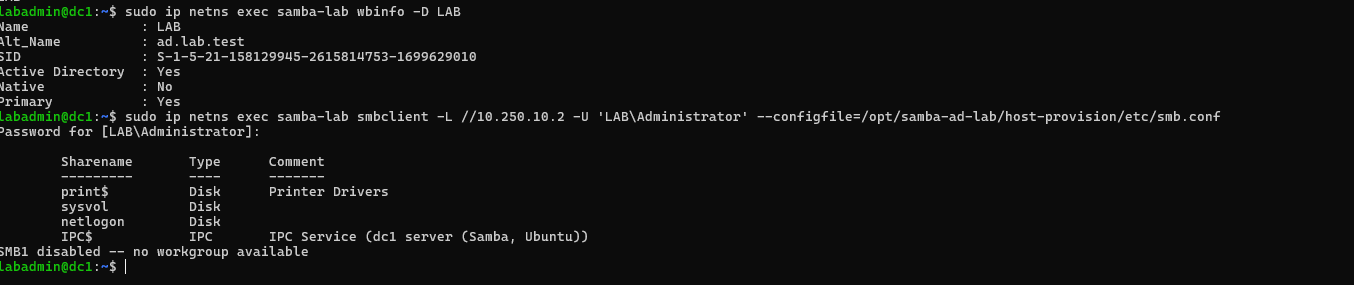 labadmin@dc1:~$ sudo ip netns exec samba-lab wbinfo -D LAB
Name              : LAB
Alt_Name          : ad.lab.test
SID               : S-1-5-21-158129945-2615814753-1699629010
Active Directory  : Yes
Native            : No
Primary           : Yes
labadmin@dc1:~$ sudo ip netns exec samba-lab smbclient -L //10.250.10.2 -U 'LAB\Administrator' --configfile=/opt/samba-ad-lab/host-provision/etc/smb.conf
Password for [LAB\Administrator]:
Sharename       Type      Comment
---------       ----      -------
print$          Disk      Printer Drivers
sysvol          Disk
netlogon        Disk
IPC$            IPC       IPC Service (dc1 server (Samba, Ubuntu))
SMB1 disabled -- no workgroup available
labadmin@dc1:~$